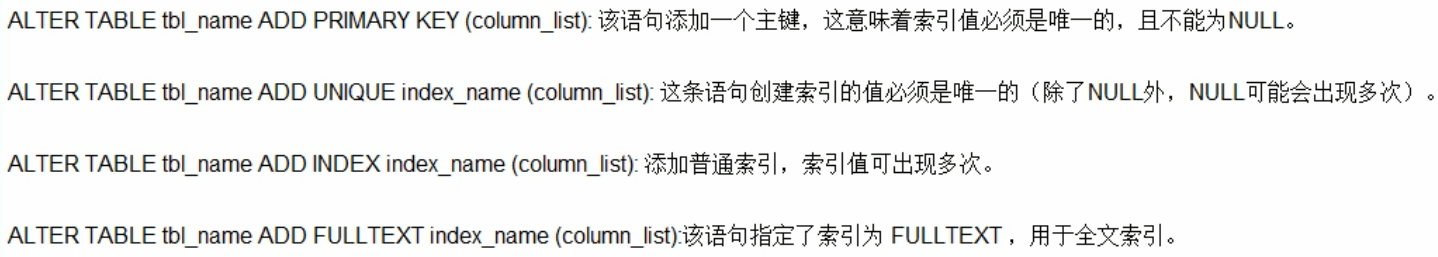 ALTER TABLE tbl_name ADD PRIMARY KEY (column_list): 该语句添加一个主键，这意味着索引值必须是唯一的，且不能为NULL。
ALTER TABLE tbl_name ADD UNIQUE index_name (column_list): 这条语句创建索引的值必须是唯一的（除了NULL外，NULL可能会出现多次）。
ALTER TABLE tbl_name ADD INDEX index_name (column_list): 添加普通索引，索引值可出现多次。
ALTER TABLE tbl_name ADD FULLTEXT index_name (column_list):该语句指定了索引为 FULLTEXT ，用于全文索引。